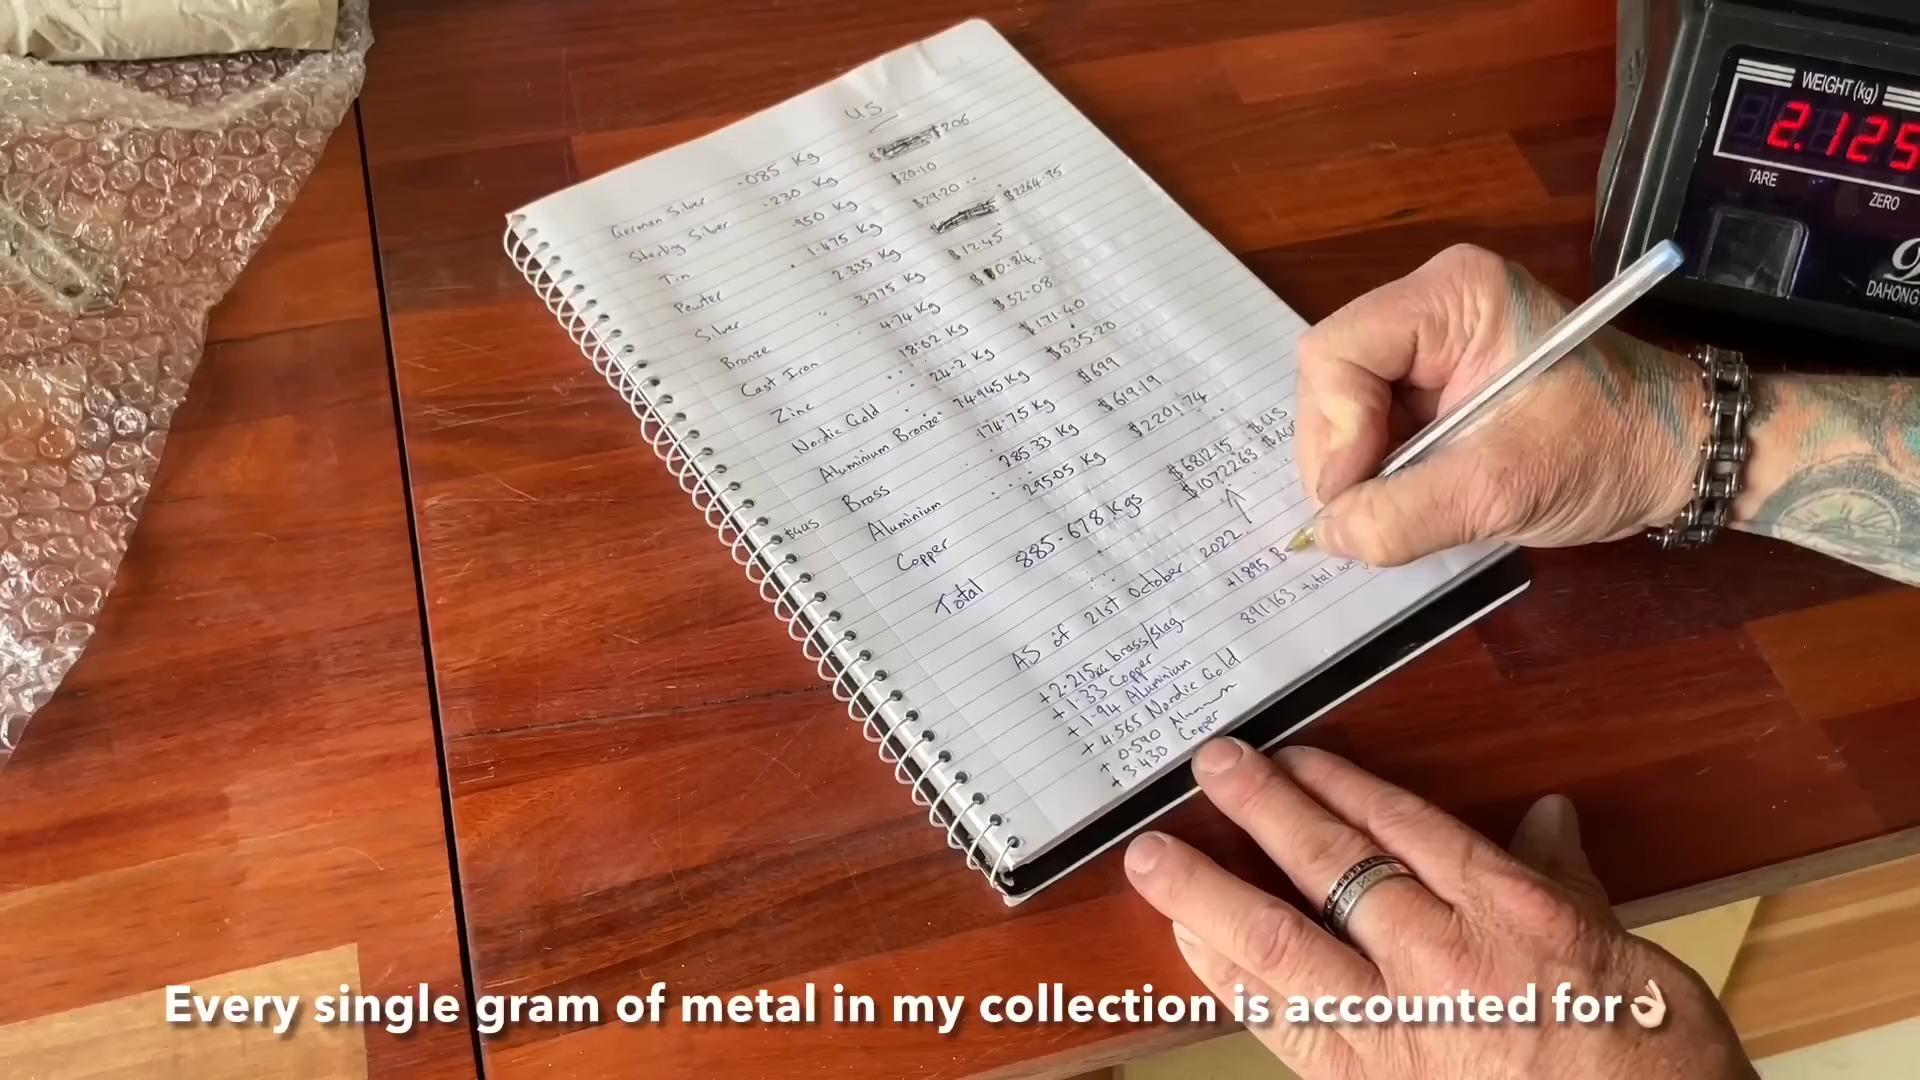 US
German Silver .085 Kg $206
Sterling Silver .230 Kg $20.10
Tin .950 Kg $29.20
Pewter 1.475 Kg $2264.95
Silver 2.335 Kg $12.45
Bronze 3.775 Kg $0.84
Cast Iron 4.74 Kg $52.08
Zinc 18.62 Kg $171.40
Nordic Gold 24.2 Kg $535.20
Aluminium Bronze 74.945 Kg $699
Brass 174.75 Kg $619.19
Aluminium 285.33 Kg $2201.74
Copper 295.05 Kg
$AUS
$6812.15 $US
$10722.63 $AU
Total 885.678 Kgs
As of 21st October 2022
+1.895 B
891.163 total
+2.215kg brass/slag
+1.33 Copper
+1.94 Aluminium
+4.565 Nordic Gold
+0.590
+3.430 Copper
WEIGHT (kg)
2.125
TARE
ZERO
DAHONG
Every single gram of metal in my collection is accounted for👌🏻